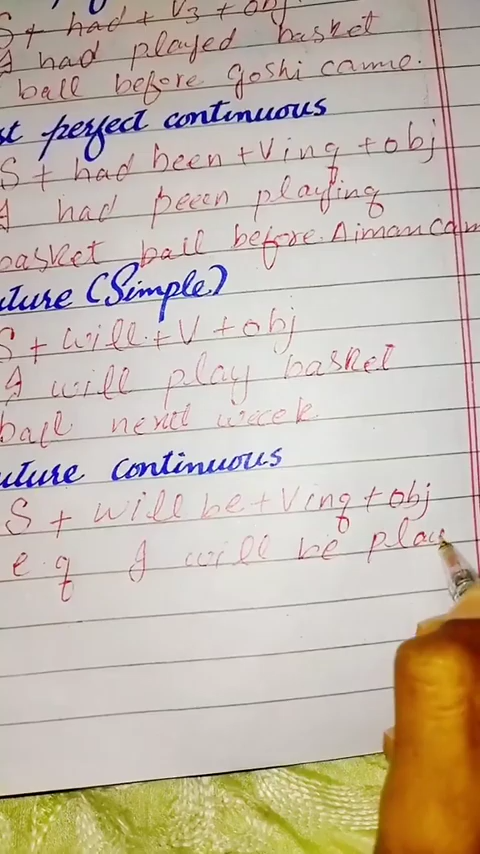 S + had + V3 + obj
I had played basket
ball before Goshi came.
st perfect continuous
S + had been + Ving + obj
I had been playing
basket ball before Aiman cam
uture (Simple)
S + will + V + obj
I will play basket
ball next week
uture continuous
S + will be + Ving + obj
e.g I will be play